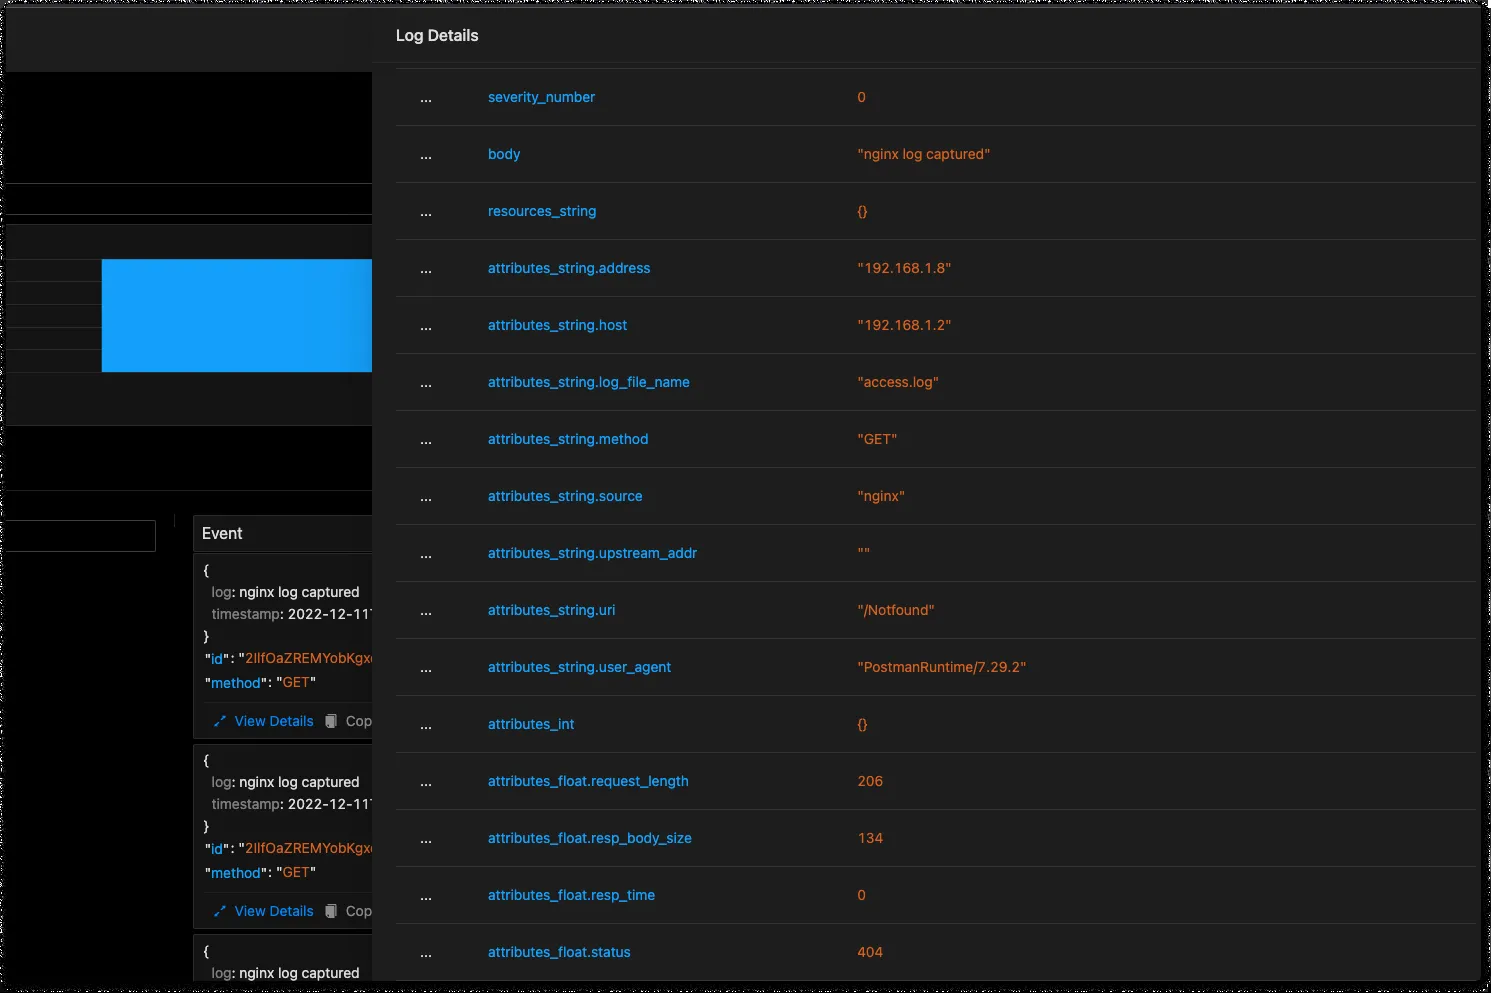 Log Details
... severity_number 0
... body "nginx log captured"
... resources_string {}
... attributes_string.address "192.168.1.8"
... attributes_string.host "192.168.1.2"
... attributes_string.log_file_name "access.log"
... attributes_string.method "GET"
... attributes_string.source "nginx"
... attributes_string.upstream_addr ""
... attributes_string.uri "/Notfound"
... attributes_string.user_agent "PostmanRuntime/7.29.2"
... attributes_int {}
... attributes_float.request_length 206
... attributes_float.resp_body_size 134
... attributes_float.resp_time 0
... attributes_float.status 404
Event
{
log: nginx log captured
timestamp: 2022-12-11
}
"id": "2IlfOaZREMYobKgx
"method": "GET"
View Details Cop
{
log: nginx log captured
timestamp: 2022-12-11
}
"id": "2IlfOaZREMYobKgx
"method": "GET"
View Details Cop
{
log: nginx log captured